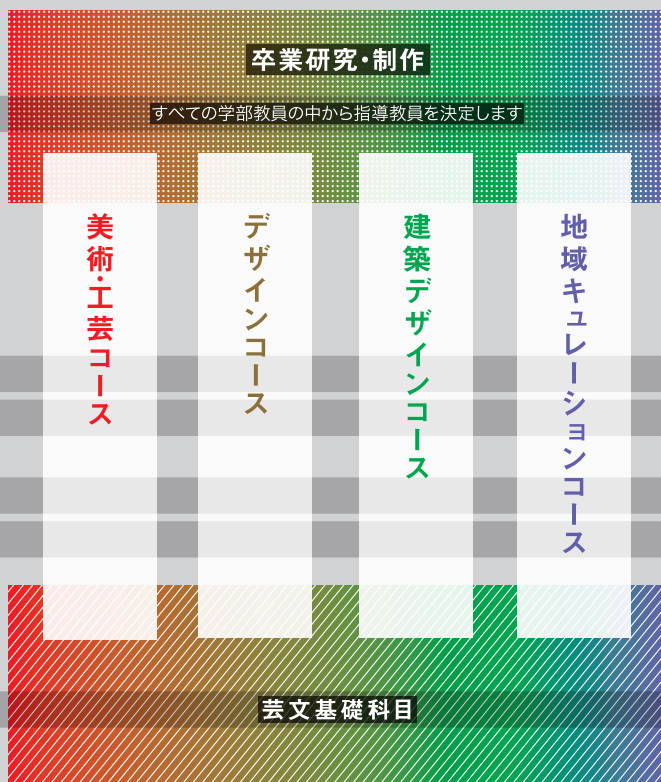 卒業研究・制作
すべての学部教員の中から指導教員を決定します
美術・工芸コース
デザインコース
建築デザインコース
地域キュレーションコース
芸文基礎科目